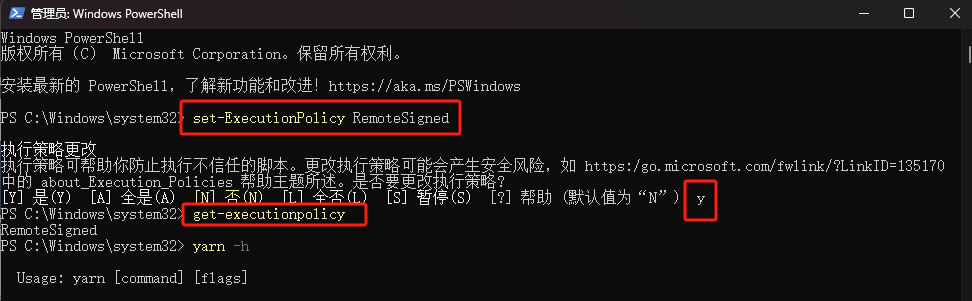 管理员: Windows PowerShell
Windows PowerShell
版权所有 (C)  Microsoft Corporation。保留所有权利。
安装最新的 PowerShell，了解新功能和改进！https://aka.ms/PSWindows
PS C:\Windows\system32> set-ExecutionPolicy RemoteSigned
执行策略更改
执行策略可帮助你防止执行不信任的脚本。更改执行策略可能会产生安全风险，如 https:/go.microsoft.com/fwlink/?LinkID=135170
中的 about_Execution_Policies 帮助主题所述。是否要更改执行策略?
[Y] 是(Y)  [A] 全是(A)  [N] 否(N)  [L] 全否(L)  [S] 暂停(S)  [?] 帮助 (默认值为“N”) y
PS C:\Windows\system32> get-executionpolicy
RemoteSigned
PS C:\Windows\system32> yarn -h
Usage: yarn [command] [flags]